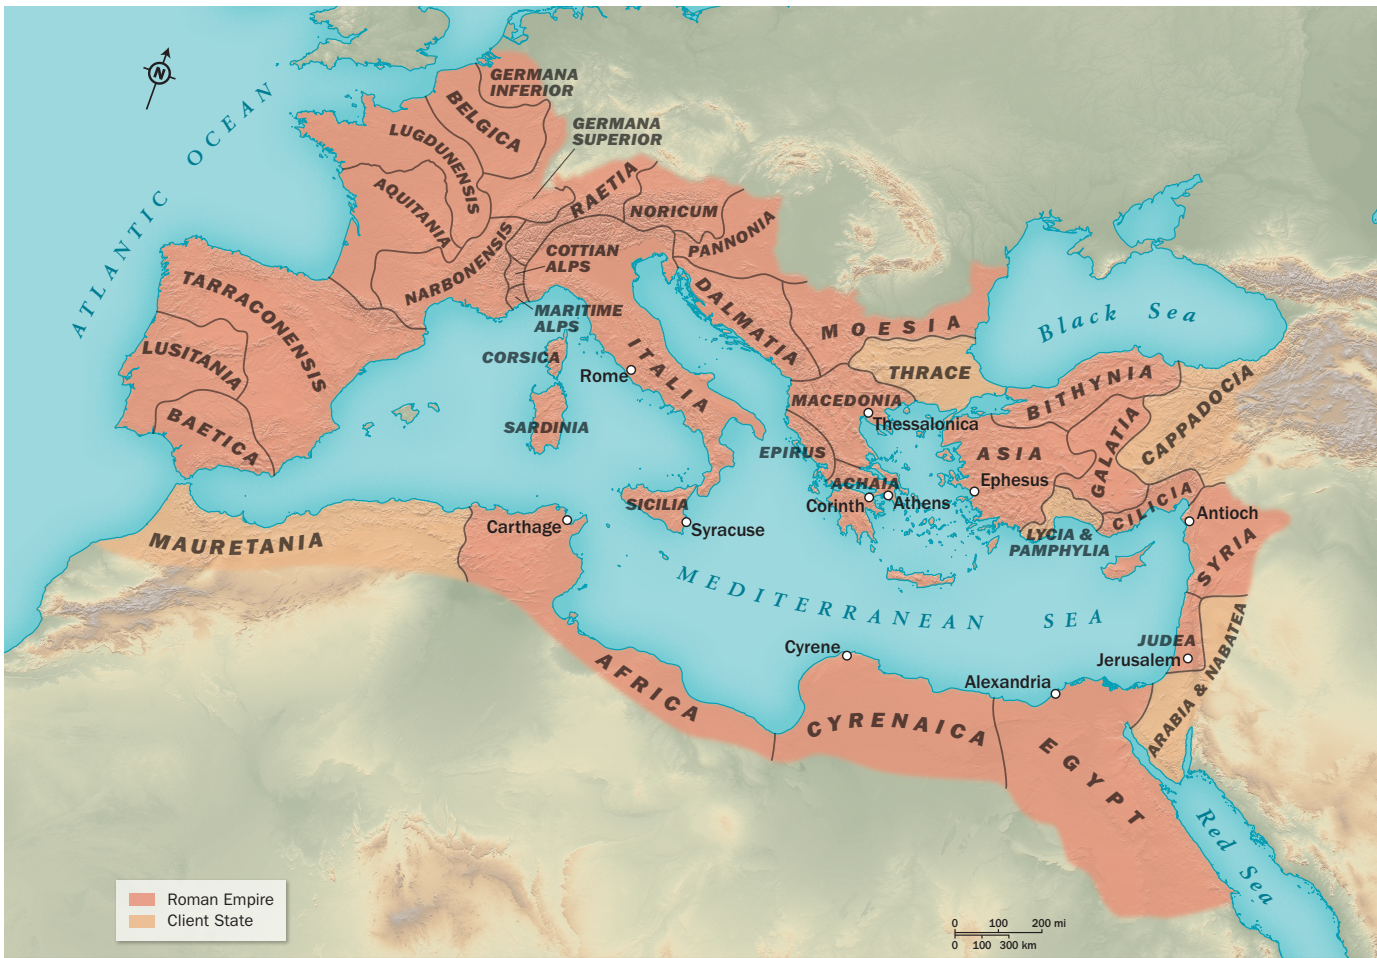 N
ATLANTIC OCEAN
GERMANA
INFERIOR
BELGICA
GERMANA
SUPERIOR
LUGDUNENSIS
AQUITANIA
RAETIA
NORICUM
PANNONIA
NARBONENSIS
COTTIAN
ALPS
MARITIME
ALPS
TARRACONENSIS
LUSITANIA
BAETICA
DALMATIA
MOESIA
Black Sea
CORSICA
ITALIA
Rome
THRACE
BITHYNIA
MACEDONIA
Thessalonica
CAPPADOCIA
GALATIA
SARDINIA
EPIRUS
ASIA
ACHAIA
Ephesus
Corinth
Athens
CILICIA
SICILIA
Syracuse
Carthage
MAURETANIA
LYCIA &
PAMPHYLIA
Antioch
SYRIA
MEDITERRANEAN SEA
JUDEA
Jerusalem
ARABIA & NABATEA
Cyrene
Alexandria
AFRICA
CYRENAICA
EGYPT
Red Sea
Roman Empire
Client State
0 100 200 mi
0 100 300 km